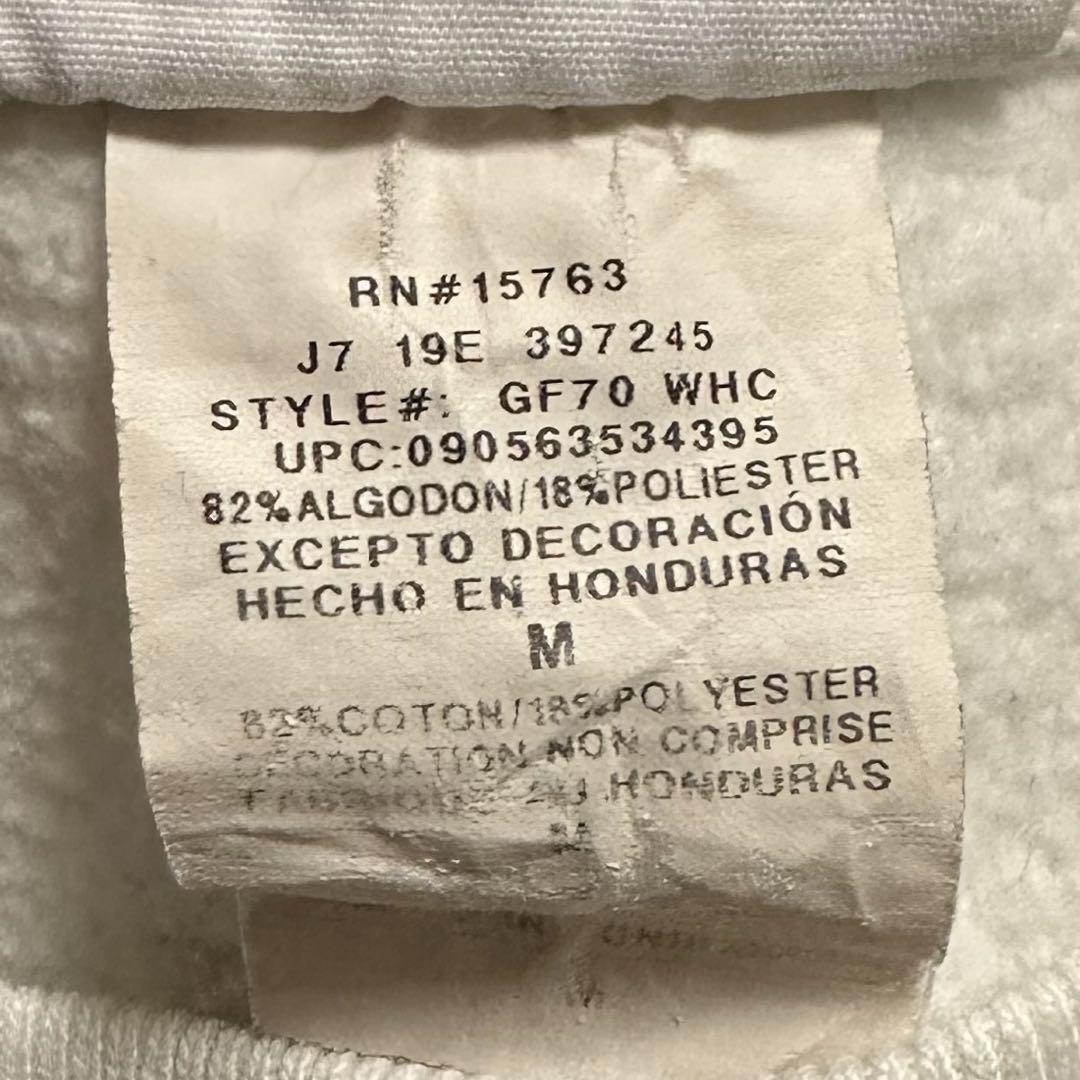 RN#15763
J7 19E 397245
STYLE#: GF70 WHC
UPC:090563534395
82%ALGODON/18%POLIESTER
EXCEPTO DECORACIÓN
HECHO EN HONDURAS
M
82%COTON/18%POLYESTER
DECORATION NON COMPRISE
HONDURAS